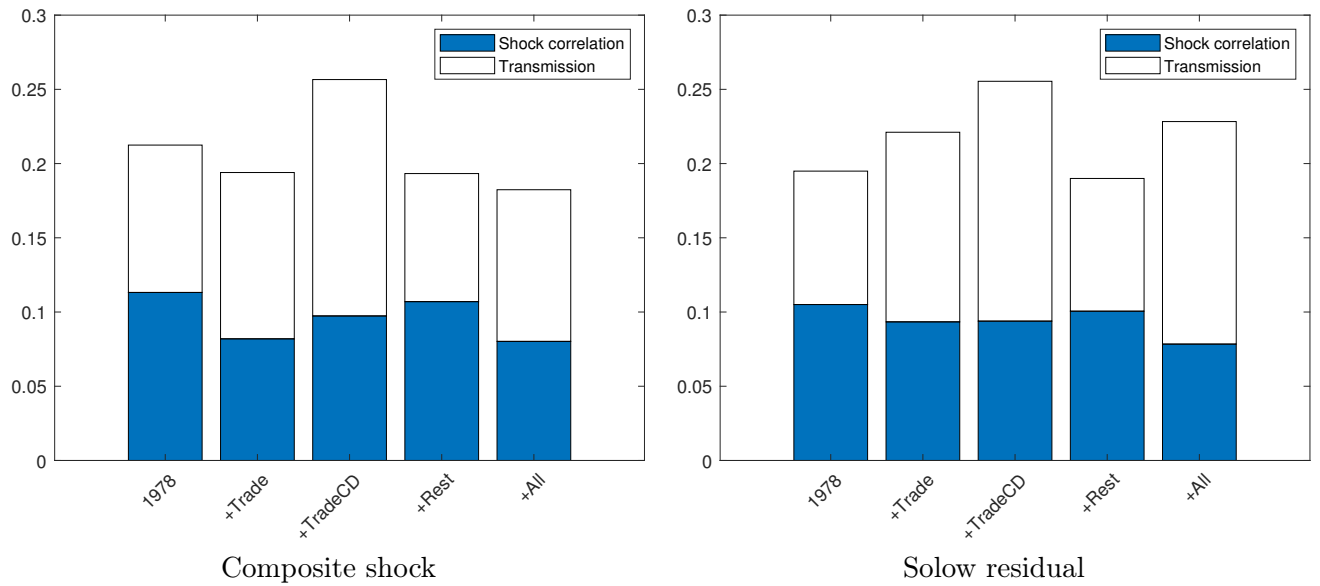 0.3
0.25
0.2
0.15
0.1
0.05
0
Shock correlation
Transmission
1978
+Trade
+TradeCD
+Rest
+All
Composite shock
0.3
0.25
0.2
0.15
0.1
0.05
0
Shock correlation
Transmission
1978
+Trade
+TradeCD
+Rest
+All
Solow residual